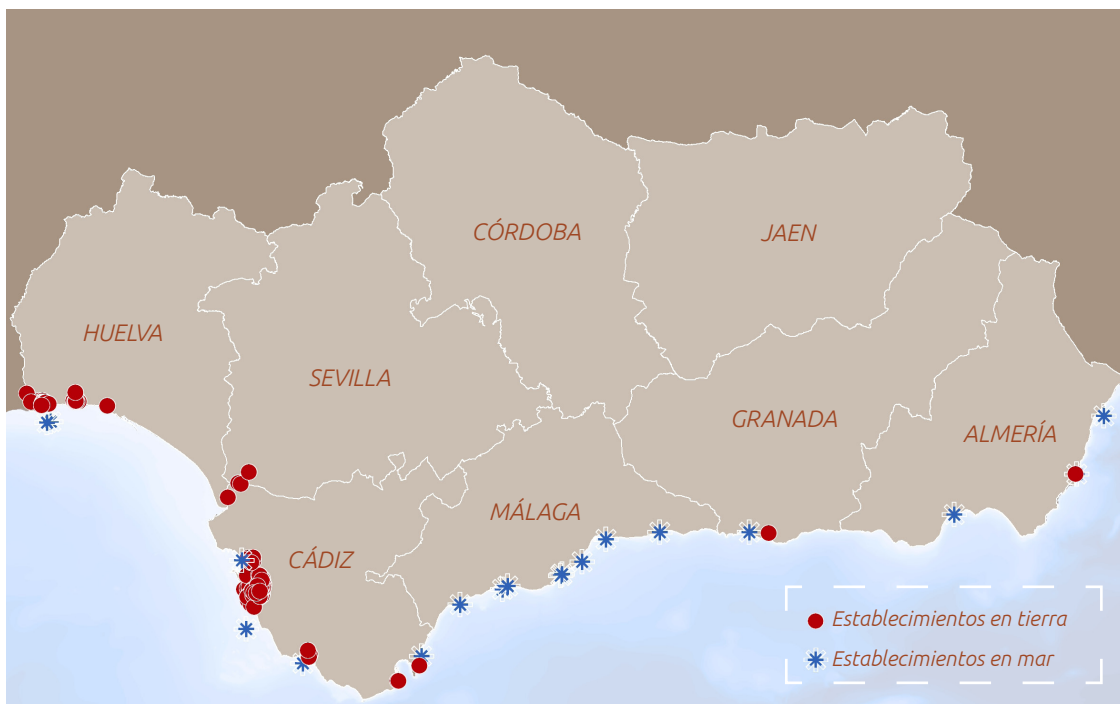 CÓRDOBA
JAEN
HUELVA
SEVILLA
GRANADA
ALMERÍA
MÁLAGA
CÁDIZ
Establecimientos en tierra
Establecimientos en mar